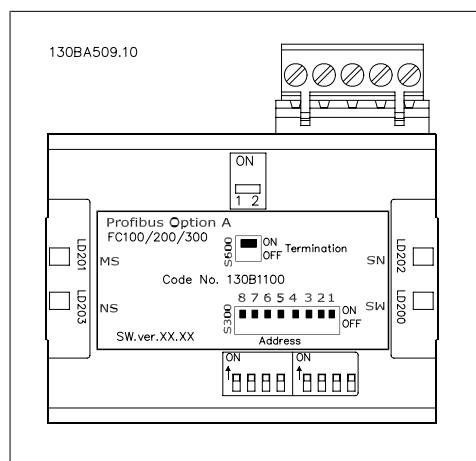 130BA509.10
ON
1 2
Profibus Option A
FC100/200/300
S600
ON
OFF
Termination
LD201
MS
SN
LD202
Code No. 130B1100
LD203
NS
SW
LD200
8 7 6 5 4 3 2 1
S300
ON
OFF
SW.ver.XX.XX
Address
ON
ON